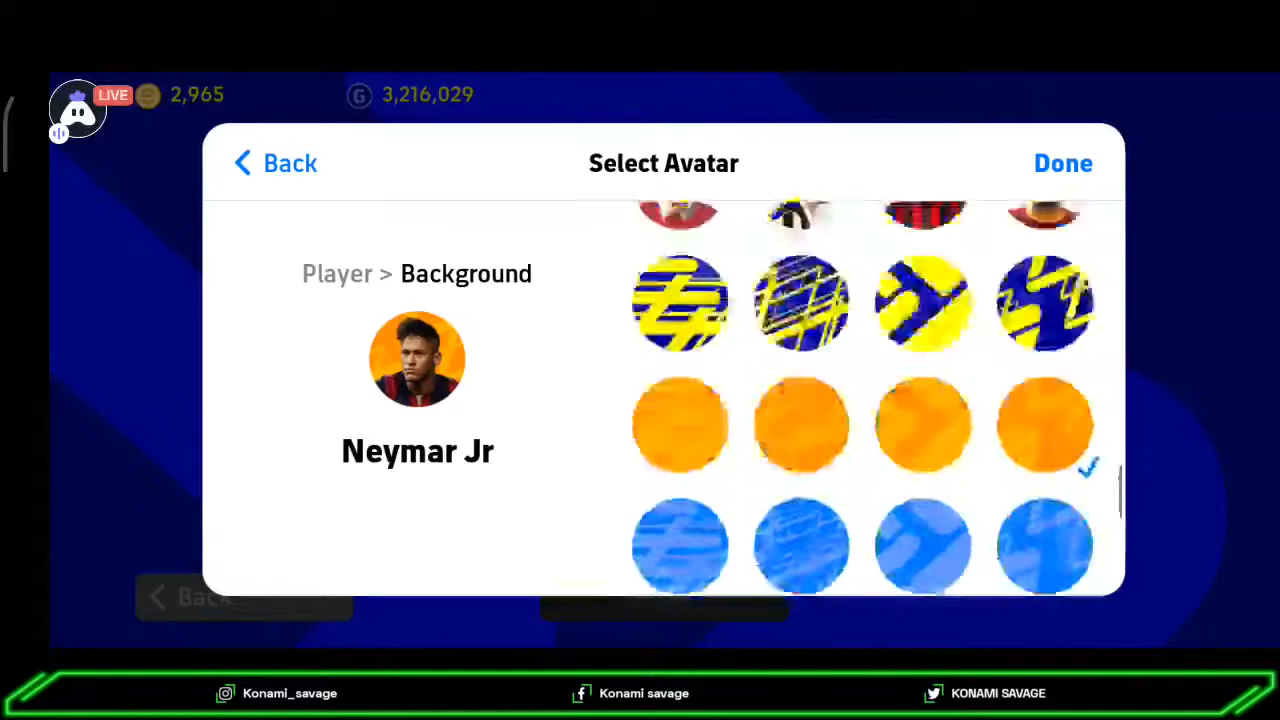 LIVE
2,965
G 3,216,029
Back
Select Avatar
Done
Player > Background
Neymar Jr
Back
Konami_savage
Konami savage
KONAMI SAVAGE